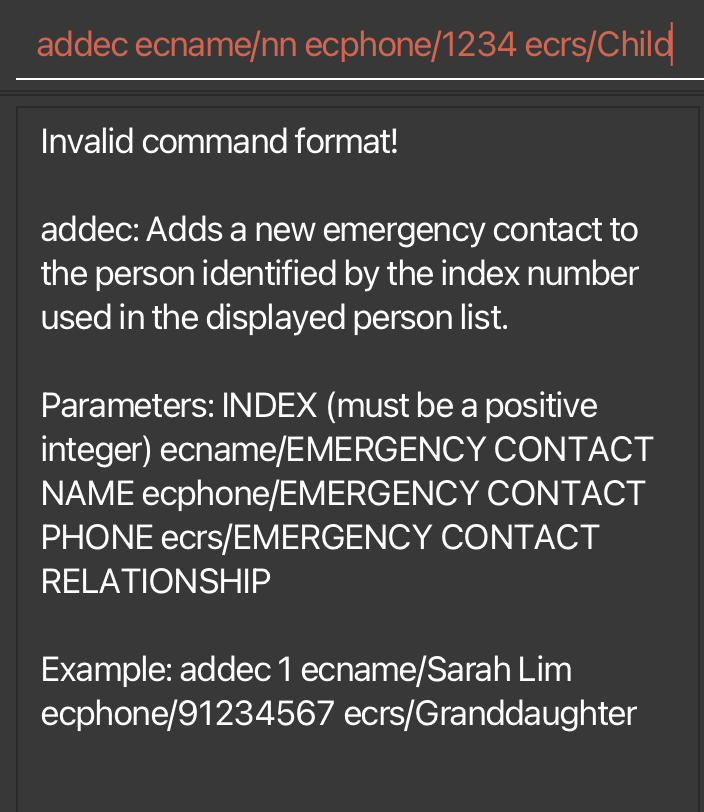 addec ecname/nn ecphone/1234 ecrs/Child
Invalid command format!
addec: Adds a new emergency contact to
the person identified by the index number
used in the displayed person list.
Parameters: INDEX (must be a positive
integer) ecname/EMERGENCY CONTACT
NAME ecphone/EMERGENCY CONTACT
PHONE ecrs/EMERGENCY CONTACT
RELATIONSHIP
Example: addec 1 ecname/Sarah Lim
ecphone/91234567 ecrs/Granddaughter